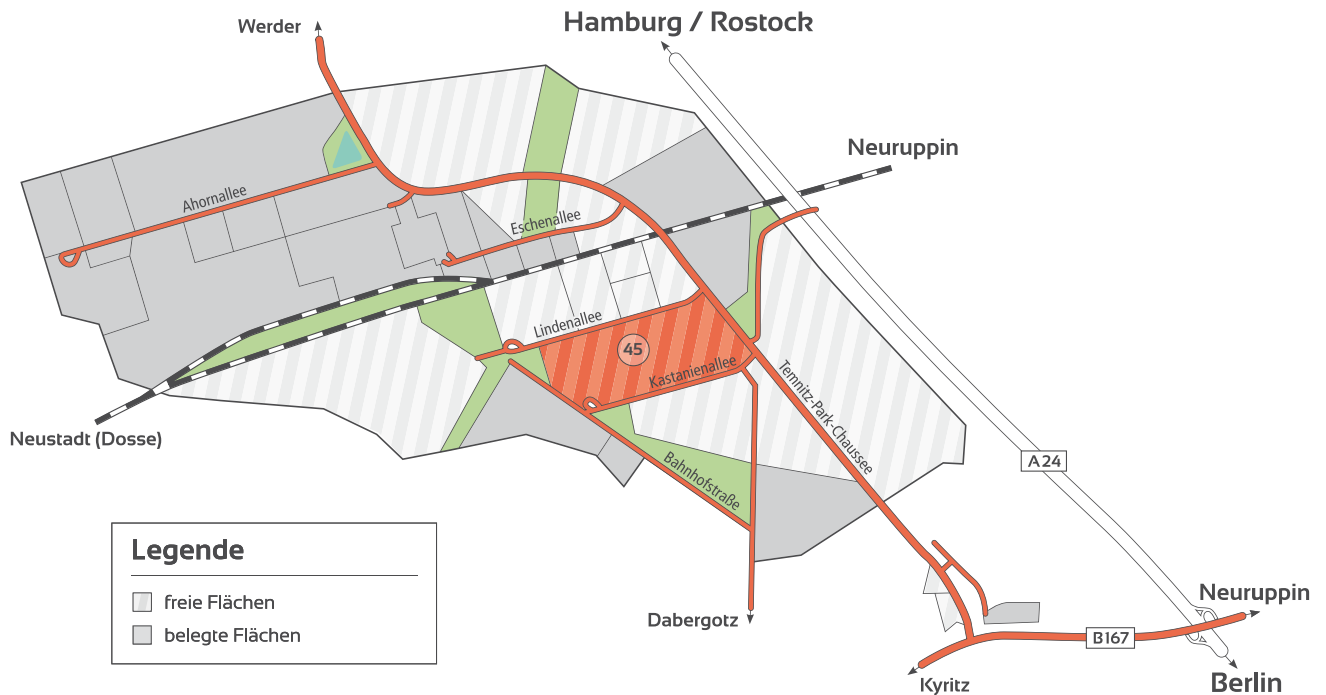 Werder
Hamburg / Rostock
Neuruppin
Ahornallee
Eschenallee
Lindenallee
45
Kastanienallee
Temnitz-Park-Chaussee
Neustadt (Dosse)
Bahnhofstraße
A24
Legende
freie Flächen
belegte Flächen
Dabergotz
Neuruppin
B167
Kyritz
Berlin